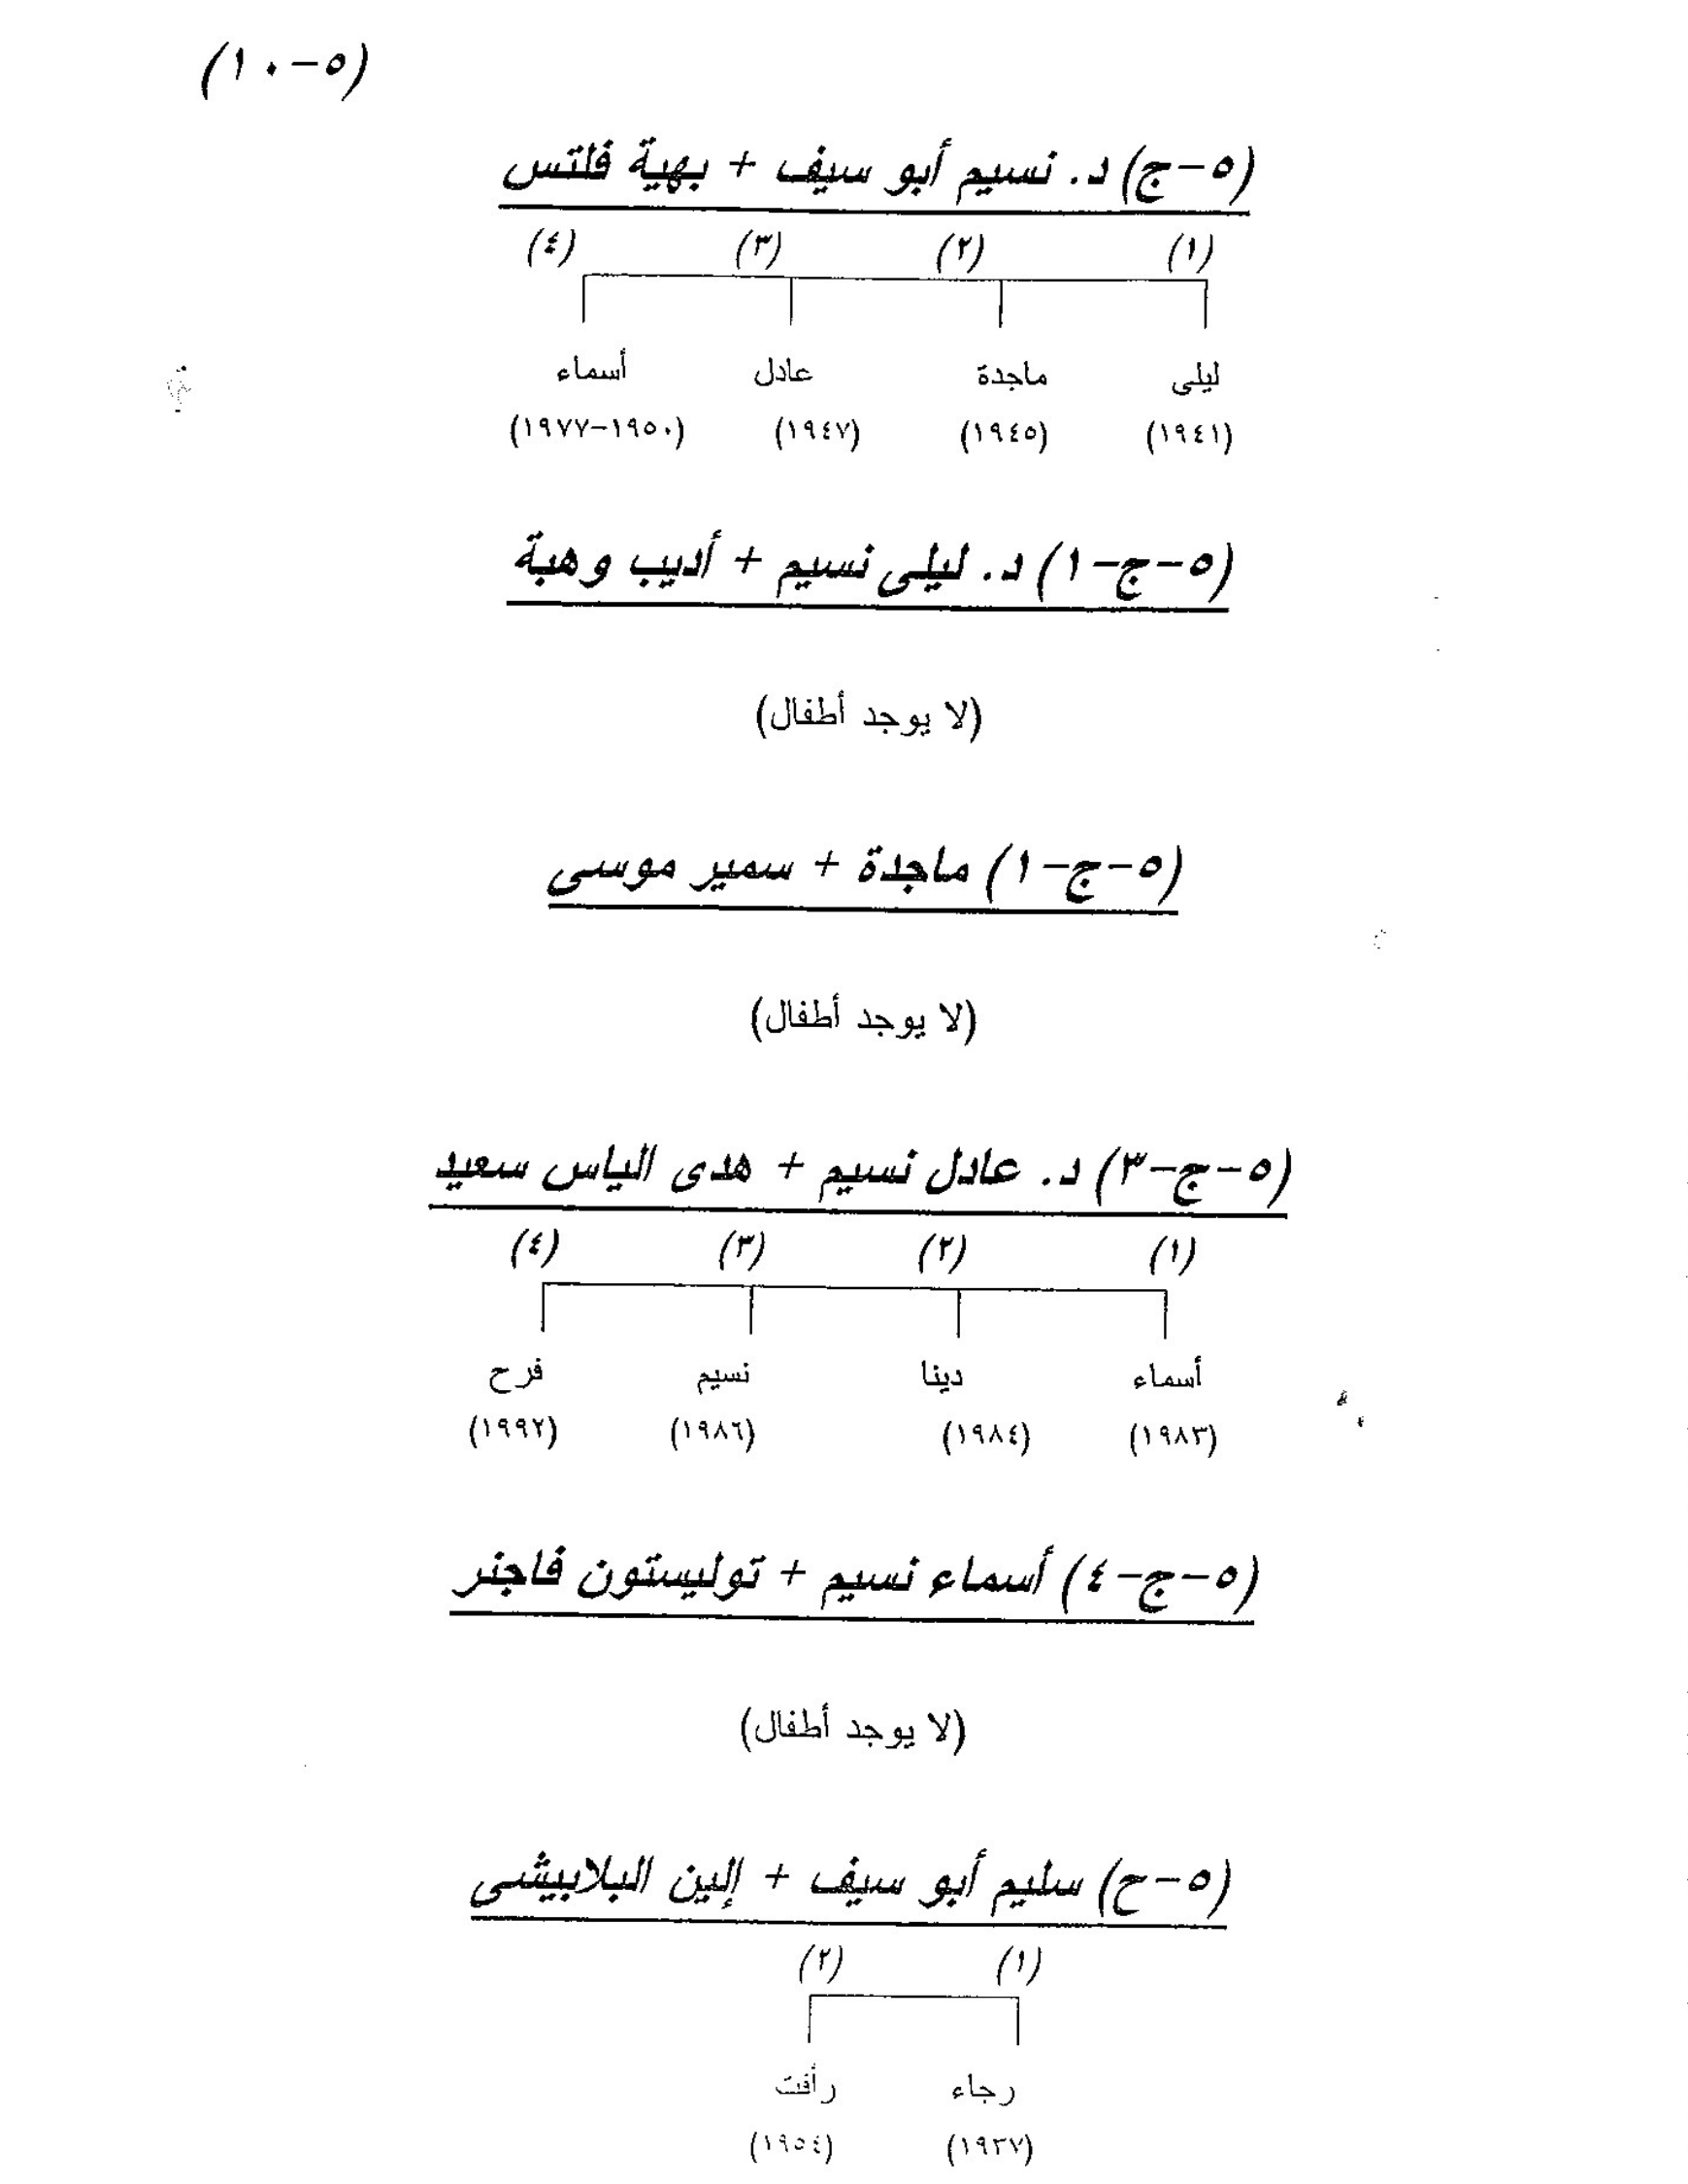 (٥-١٠)
(٥-ج) د. نسيم أبو سيف + بهية فلتس
(١) (٢) (٣) (٤)
ليلى ماجدة عادل أسماء
(١٩٤١) (١٩٤٥) (١٩٤٧) (١٩٥٠-١٩٧٧)
(٥-ج-١) د. ليلى نسيم + أديب وهبة
(لا يوجد أطفال)
(٥-ج-١) ماجدة + سمير موسى
(لا يوجد أطفال)
(٥-ج-٣) د. عادل نسيم + هدى الياس سعيد
(١) (٢) (٣) (٤)
أسماء دينا نسيم فرح
(١٩٨٣) (١٩٨٤) (١٩٨٦) (١٩٩٢)
(٥-ج-٤) أسماء نسيم + توليستون فاجنر
(لا يوجد أطفال)
(٥-ح) سليم أبو سيف + إلين البلابيشى
(١) (٢)
رجاء رأفت
(١٩٣٧) (١٩٥٤)